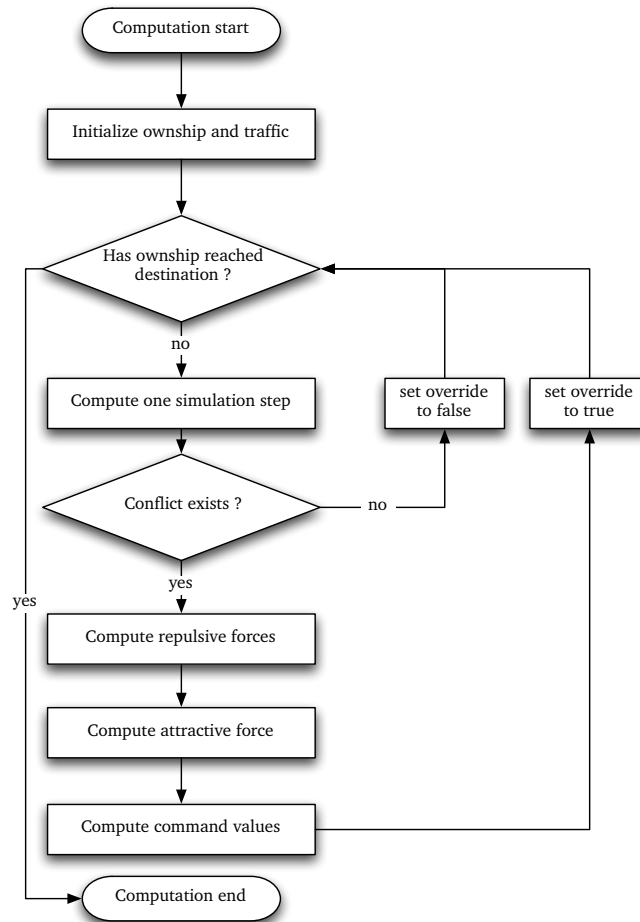 Computation start
Initialize ownship and traffic
Has ownship reached
destination ?
no
Compute one simulation step
set override
to false
set override
to true
Conflict exists ?
no
yes
yes
Compute repulsive forces
Compute attractive force
Compute command values
Computation end